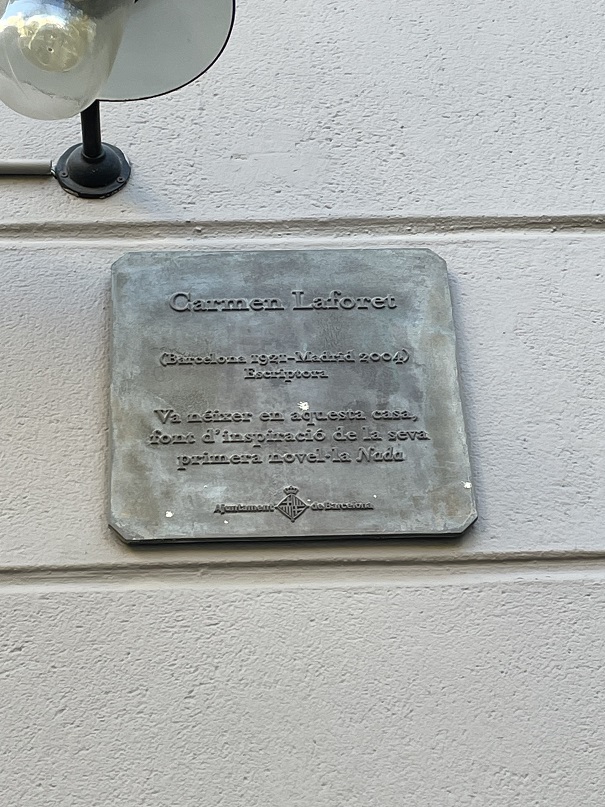 Carmen Laforet
(Barcelona 1921-Madrid 2004)
Escriptora
Va néixer en aquesta casa,
font d'inspiració de la seva
primera novel·la Nada
Ajuntament de Barcelona